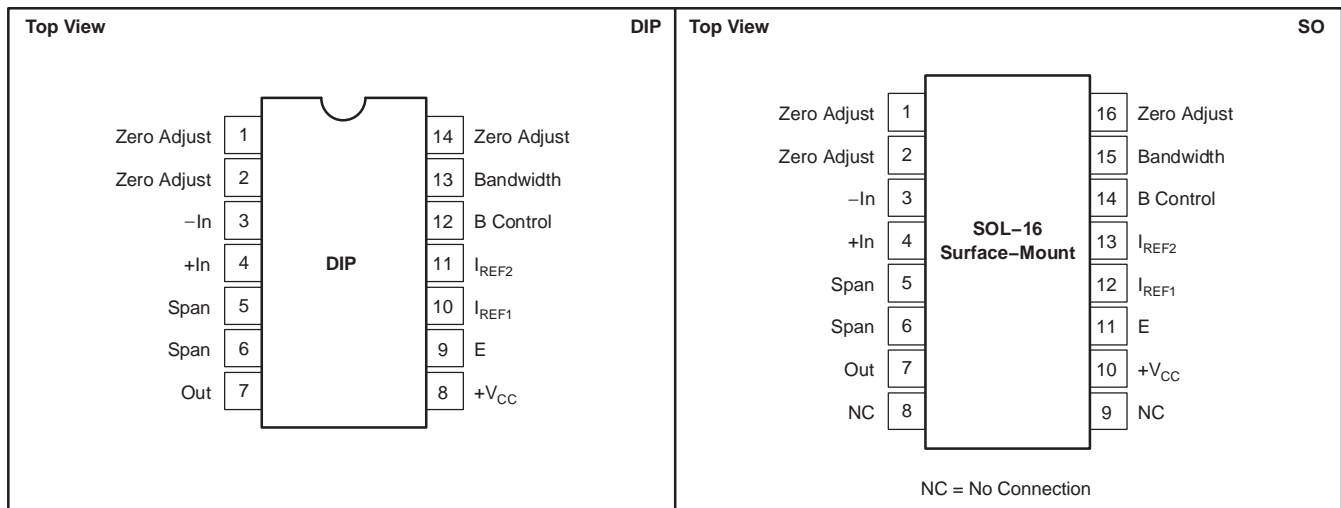 Top View DIP
Zero Adjust 1 14 Zero Adjust
Zero Adjust 2 13 Bandwidth
−In 3 12 B Control
+In 4 DIP 11 IREF2
Span 5 10 IREF1
Span 6 9 E
Out 7 8 +VCC
Top View SO
Zero Adjust 1 16 Zero Adjust
Zero Adjust 2 15 Bandwidth
−In 3 14 B Control
SOL−16
+In 4 Surface−Mount 13 IREF2
Span 5 12 IREF1
Span 6 11 E
Out 7 10 +VCC
NC 8 9 NC
NC = No Connection